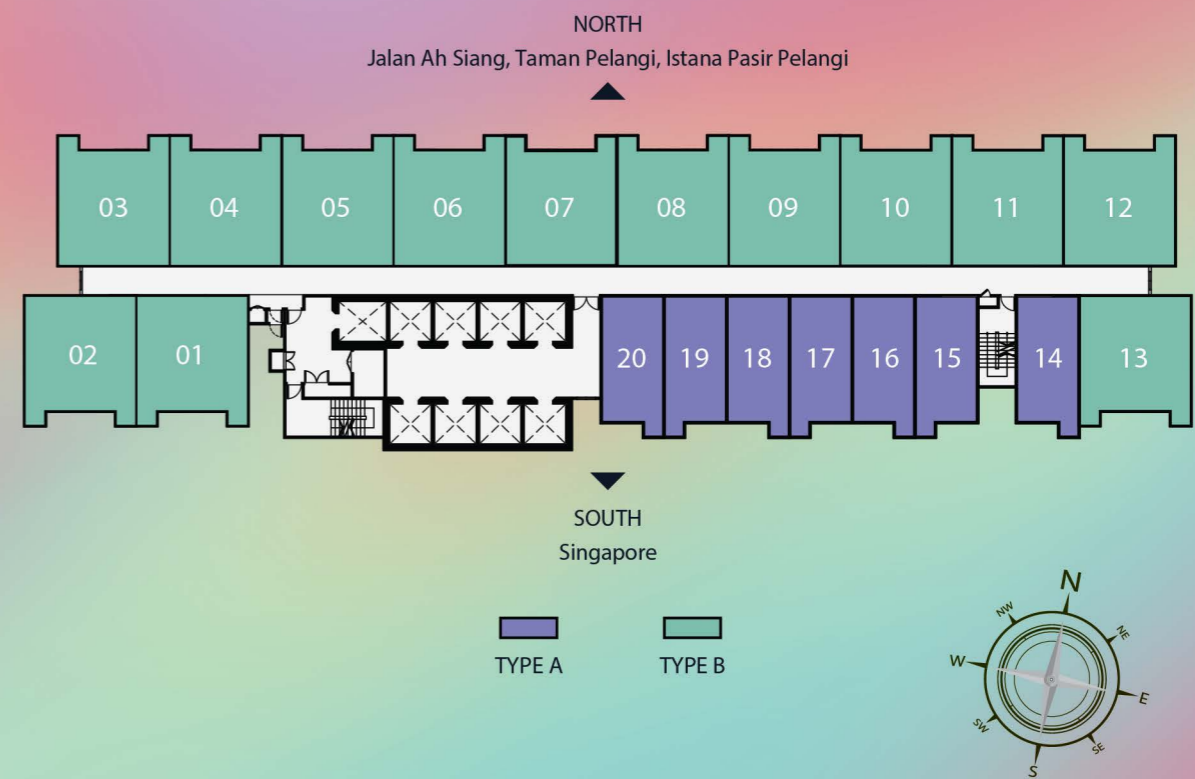 NORTH
Jalan Ah Siang, Taman Pelangi, Istana Pasir Pelangi
03 04 05 06 07 08 09 10 11 12
02 01 20 19 18 17 16 15 14 13
SOUTH
Singapore
TYPE A TYPE B
N
NW NE
W E
SW SE
S